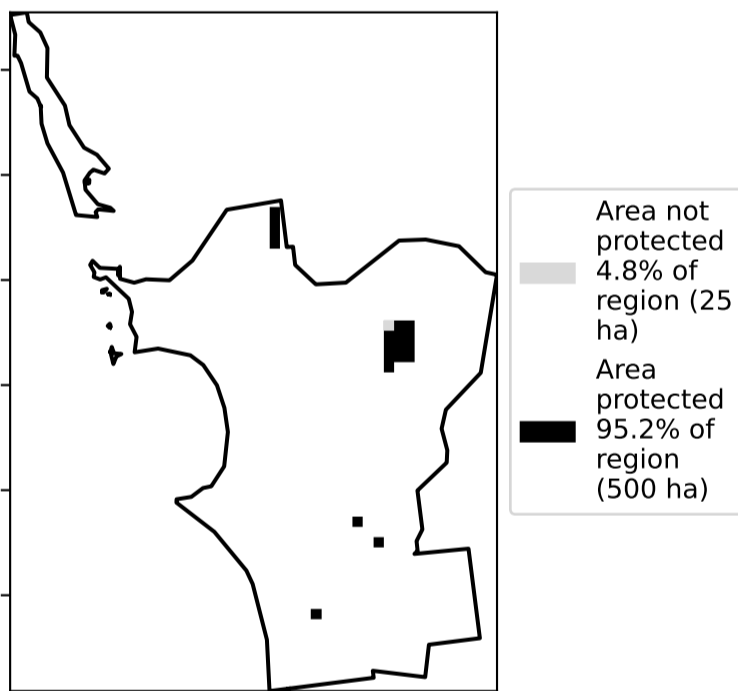 Area not
protected
4.8% of
region (25
ha)
Area
protected
95.2% of
region
(500 ha)